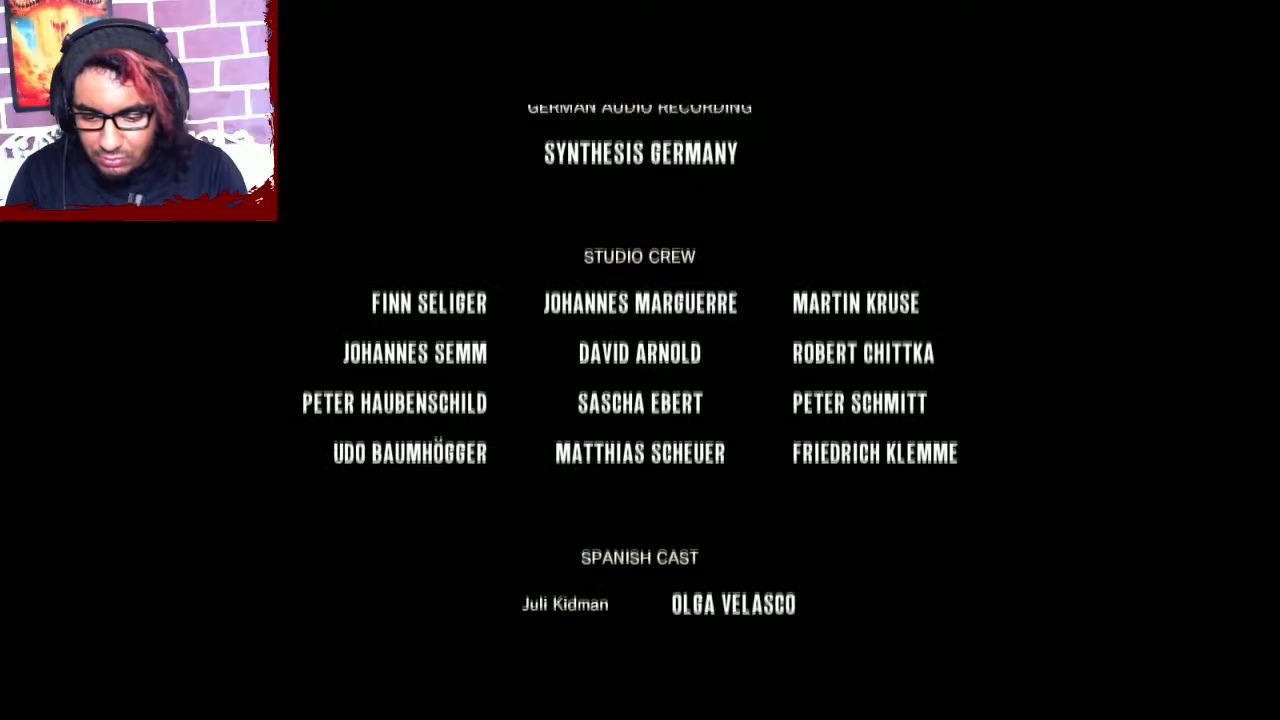 GERMAN AUDIO RECORDING
SYNTHESIS GERMANY
STUDIO CREW
FINN SELIGER JOHANNES MARGUERRE MARTIN KRUSE
JOHANNES SEMM DAVID ARNOLD ROBERT CHITTKA
PETER HAUBENSCHILD SASCHA EBERT PETER SCHMITT
UDO BAUMHÖGGER MATTHIAS SCHEUER FRIEDRICH KLEMME
SPANISH CAST
Juli Kidman OLGA VELASCO